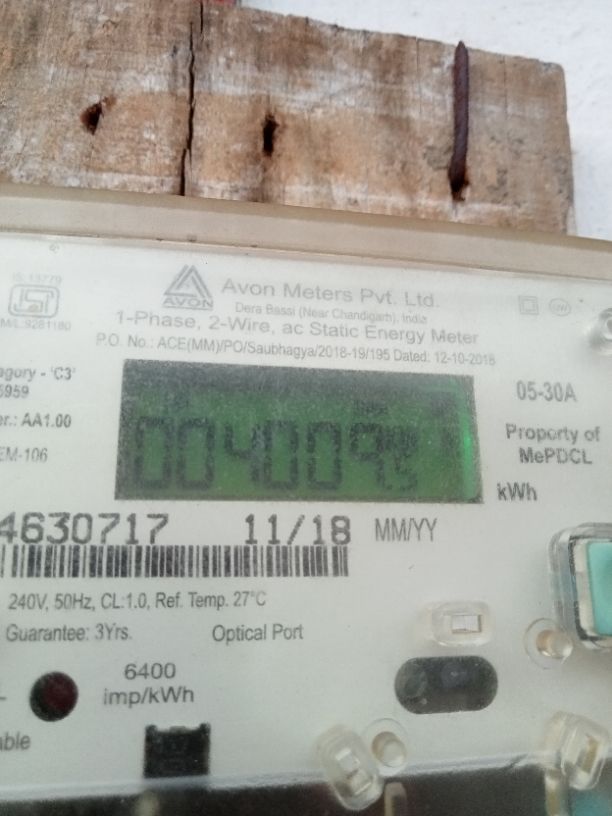 IS 13779
CM/L:9281180
AVON
Avon Meters Pvt. Ltd.
Dera Bassi (Near Chandigarh), India
1-Phase, 2-Wire, ac Static Energy Meter
P.O. No.: ACE(MM)/PO/Saubhagya/2018-19/195 Dated: 12-10-2018
agory - 'C3'
5959
er.: AA1.00
EM-106
004009.5
05-30A
Property of
MePDCL
kWh
4630717 11/18 MM/YY
240V, 50Hz, CL:1.0, Ref. Temp. 27°C
Guarantee: 3Yrs. Optical Port
6400
imp/kWh
able